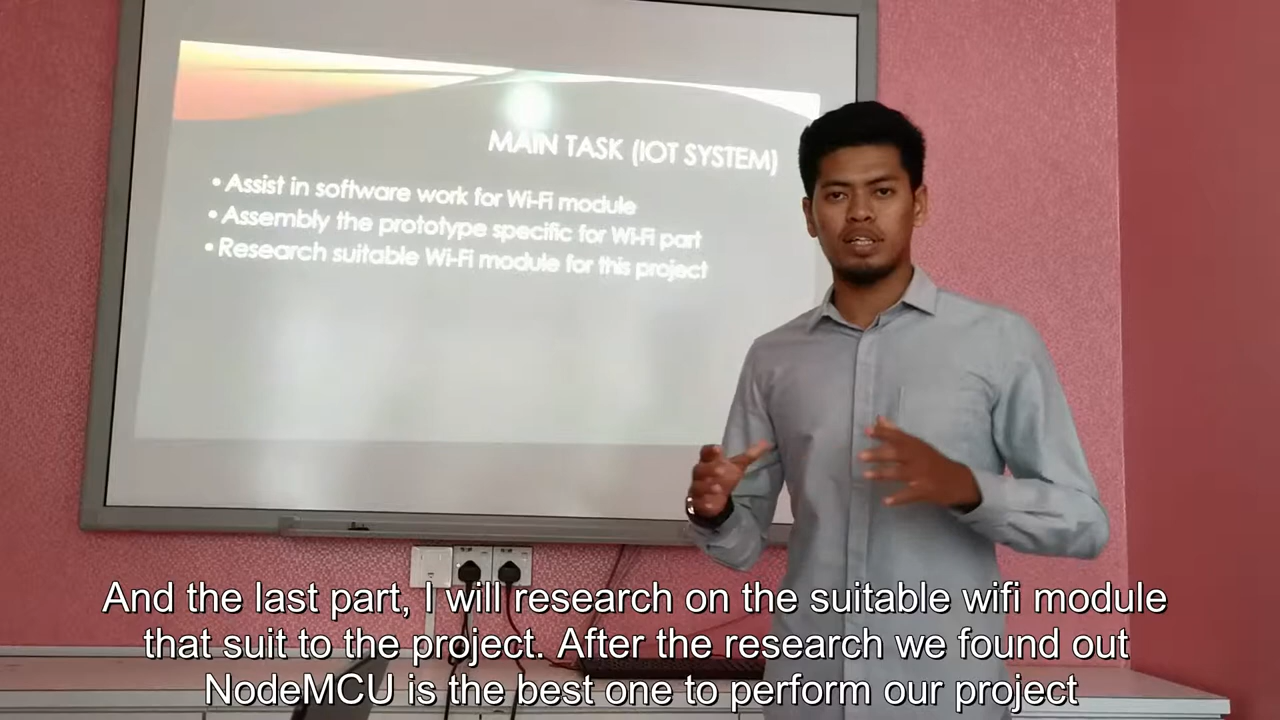 MAIN TASK (IOT SYSTEM)
• Assist in software work for Wi-Fi module
• Assembly the prototype specific for Wi-Fi part
• Research suitable Wi-Fi module for this project
And the last part, I will research on the suitable wifi module
that suit to the project. After the research we found out
NodeMCU is the best one to perform our project